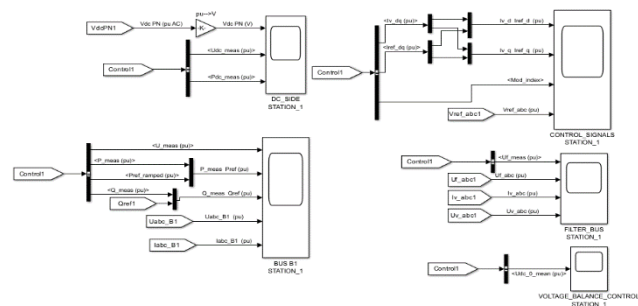 pu-->V
VdcPN1
Vdc PN (pu AC)
-K-
Vdc PN (V)
<Udc_meas (pu)>
Control1
<Pdc_meas (pu)>
DC_SIDE
STATION_1
<Iv_dq (pu)>
Iv_d Iref_d (pu)
<Iref_dq (pu)>
Iv_q Iref_q (pu)
Control1
<Mod_index>
Vref_abc1
Vref_abc (pu)
CONTROL_SIGNALS
STATION_1
<U_meas (pu)>
<P_meas (pu)>
P_meas Pref (pu)
Control1
<Pref_ramped (pu)>
<Q_meas (pu)>
Q_meas Qref (pu)
Qref1
Uabc_B1
Uabc_B1 (pu)
Iabc_B1
Iabc_B1 (pu)
BUS B1
STATION_1
Control1
<Uf_meas (pu)>
Uf_abc1
Uf_abc (pu)
Iv_abc1
Iv_abc (pu)
Uv_abc1
Uv_abc (pu)
FILTER_BUS
STATION_1
Control1
<Udc_0_mean (pu)>
VOLTAGE_BALANCE_CONTROL
STATION_1